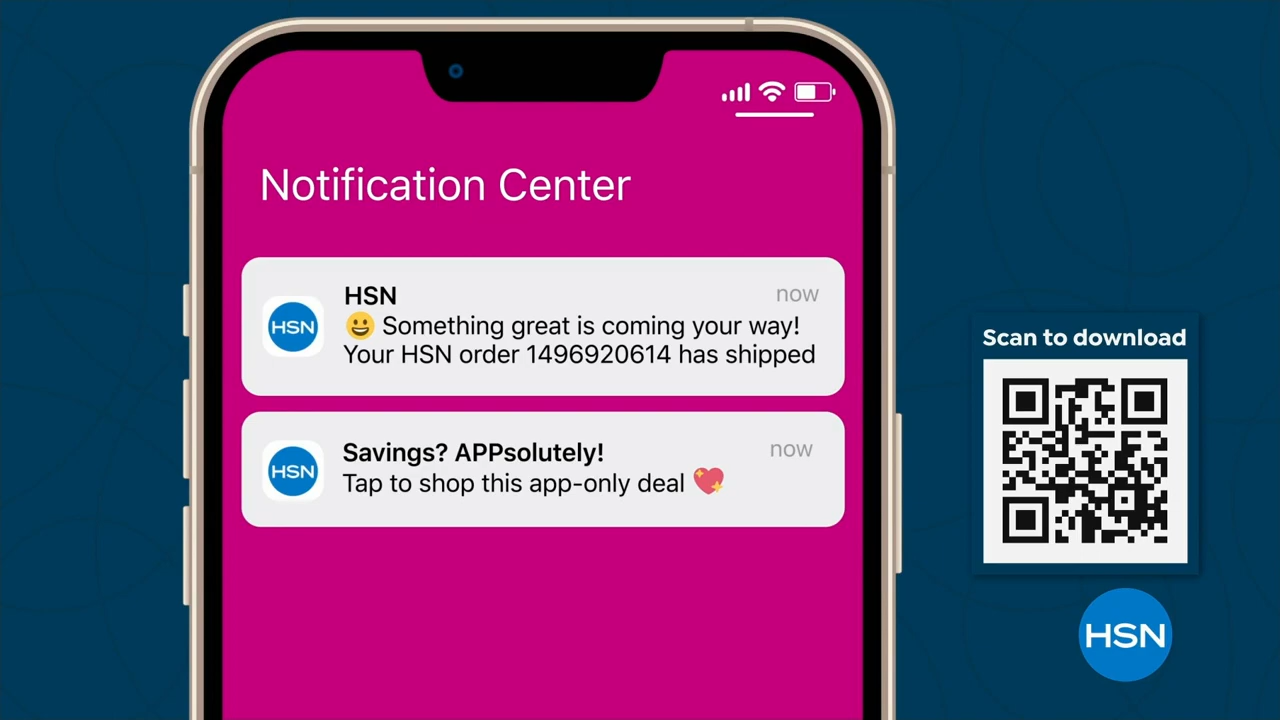 Notification Center
HSN
now
😀 Something great is coming your way!
Your HSN order 1496920614 has shipped
HSN
Savings? APPsolutely!
now
Tap to shop this app-only deal 💖
HSN
Scan to download
HSN